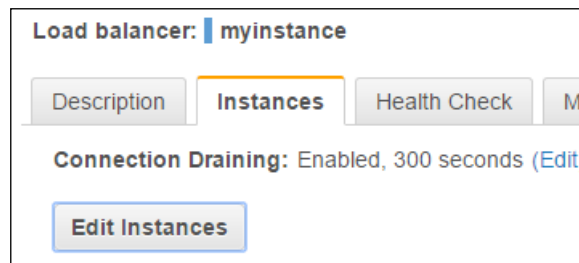 Load balancer: myinstance
Description Instances Health Check M
Connection Draining: Enabled, 300 seconds (Edit
Edit Instances